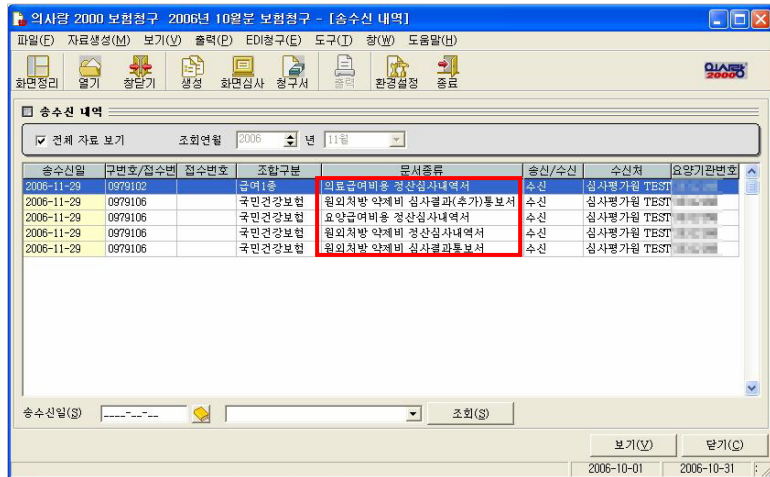 의사랑 2000 보험청구 2006년 10월분 보험청구 - [송수신 내역]
파일(F) 자료생성(M) 보기(V) 출력(P) EDI청구(E) 도구(T) 창(W) 도움말(H)
화면정리 열기 창닫기 생성 화면심사 청구서 출력 환경설정 종료
의사랑 2000
송수신 내역
전체 자료 보기 조회연월 2006 년 11월
송수신일 구번호/접수번 접수번호 조합구분 문서종류 송신/수신 수신처 요양기관번호
2006-11-29 0979102 급여1종 의료급여비용 정산심사내역서 수신 심사평가원 TEST
2006-11-29 0979106 국민건강보험 원외처방 약제비 심사결과(추가)통보서 수신 심사평가원 TEST
2006-11-29 0979106 국민건강보험 요양급여비용 정산심사내역서 수신 심사평가원 TEST
2006-11-29 0979106 국민건강보험 원외처방 약제비 정산심사내역서 수신 심사평가원 TEST
2006-11-29 0979106 국민건강보험 원외처방 약제비 심사결과통보서 수신 심사평가원 TEST
송수신일(S) ____-__-__ 조회(S)
보기(V) 닫기(C)
2006-10-01 2006-10-31